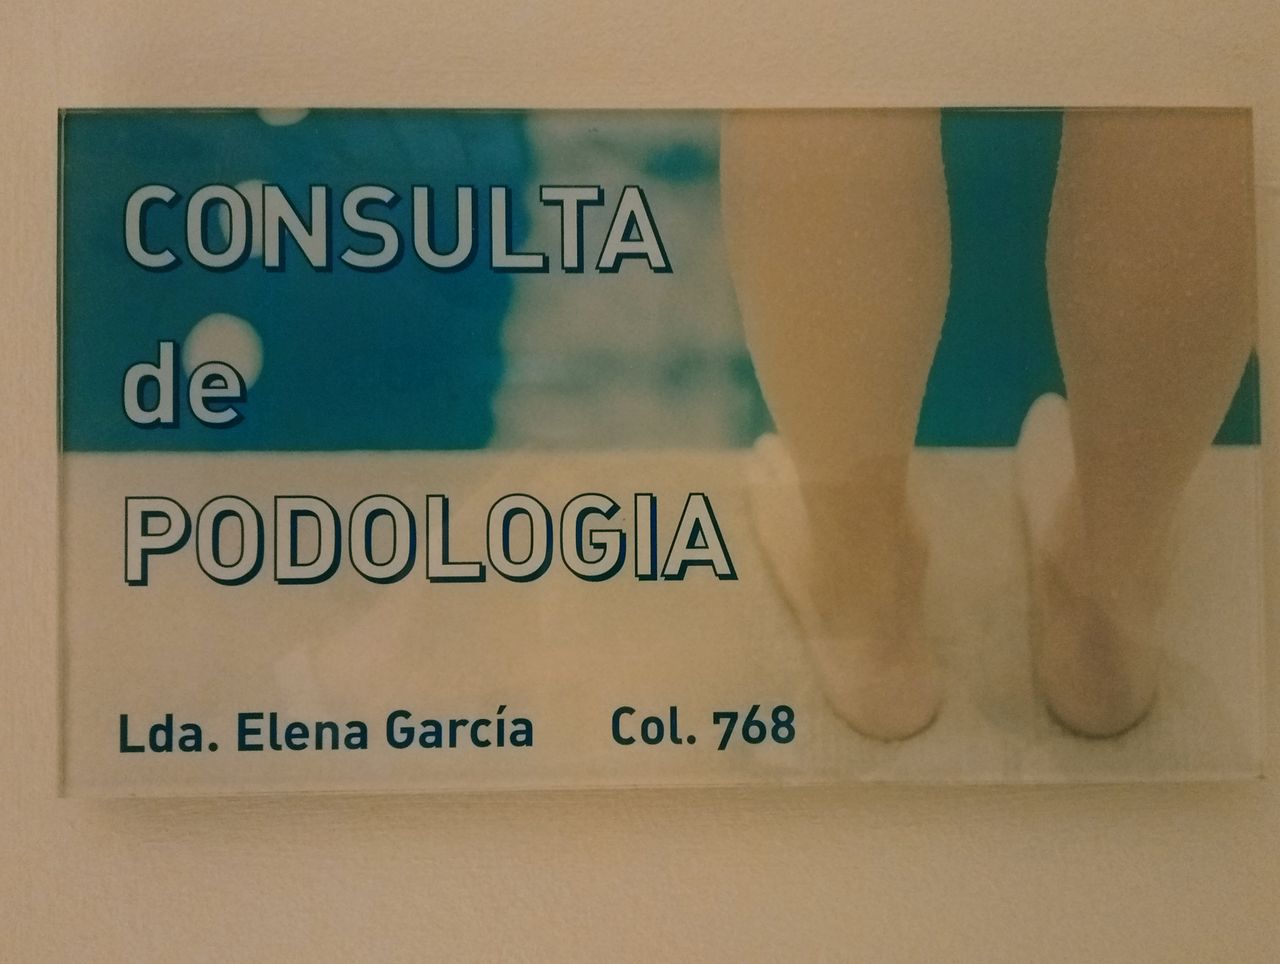 CONSULTA
de
PODOLOGIA
Lda. Elena García Col. 768